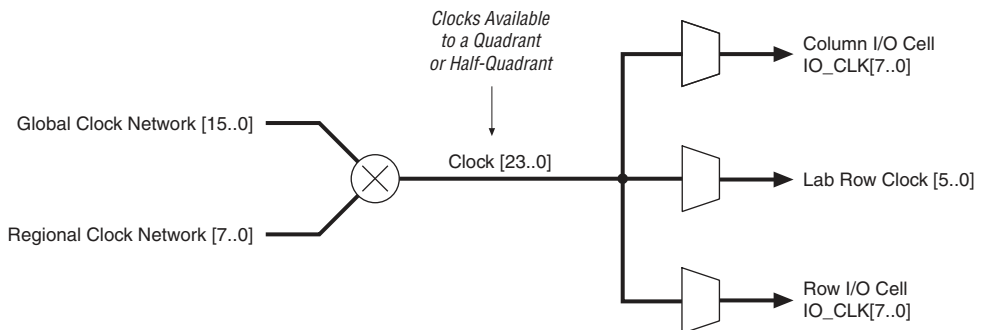 Clocks Available
to a Quadrant
or Half-Quadrant
Column I/O Cell
IO_CLK[7..0]
Global Clock Network [15..0]
Clock [23..0]
Lab Row Clock [5..0]
Regional Clock Network [7..0]
Row I/O Cell
IO_CLK[7..0]